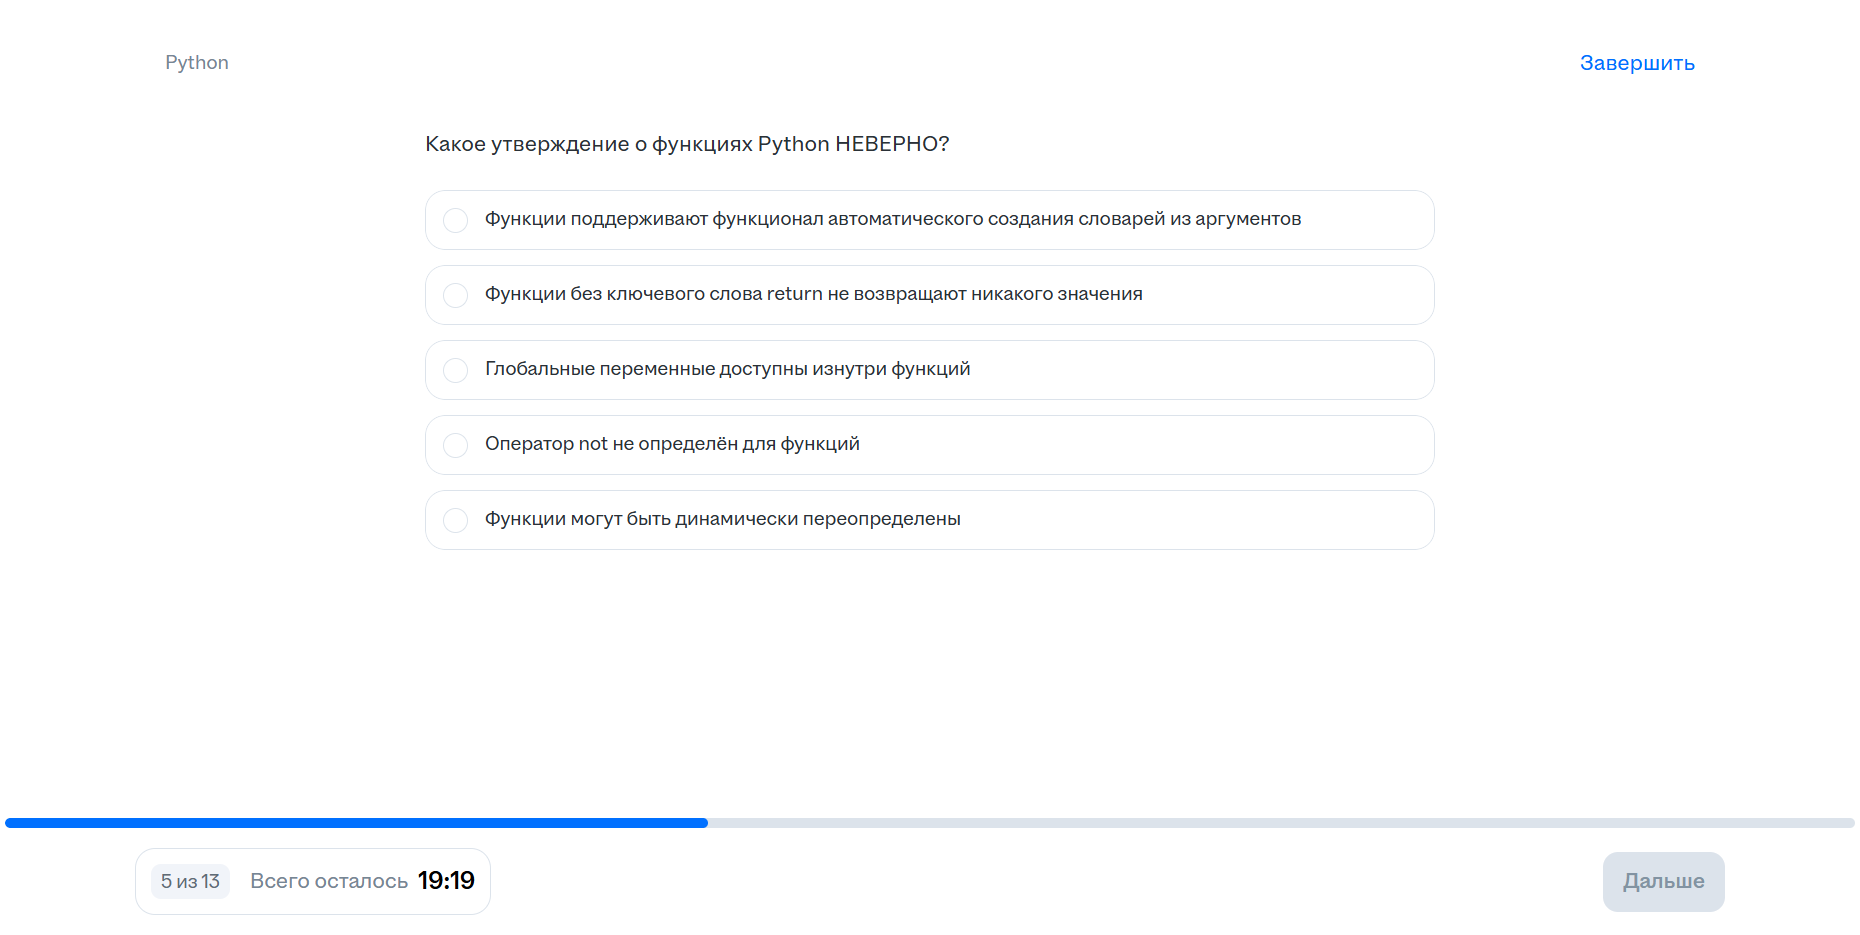 Python
Завершить
Какое утверждение о функциях Python НЕВЕРНО?
Функции поддерживают функционал автоматического создания словарей из аргументов
Функции без ключевого слова return не возвращают никакого значения
Глобальные переменные доступны изнутри функций
Оператор not не определён для функций
Функции могут быть динамически переопределены
5 из 13 Всего осталось 19:19
Дальше